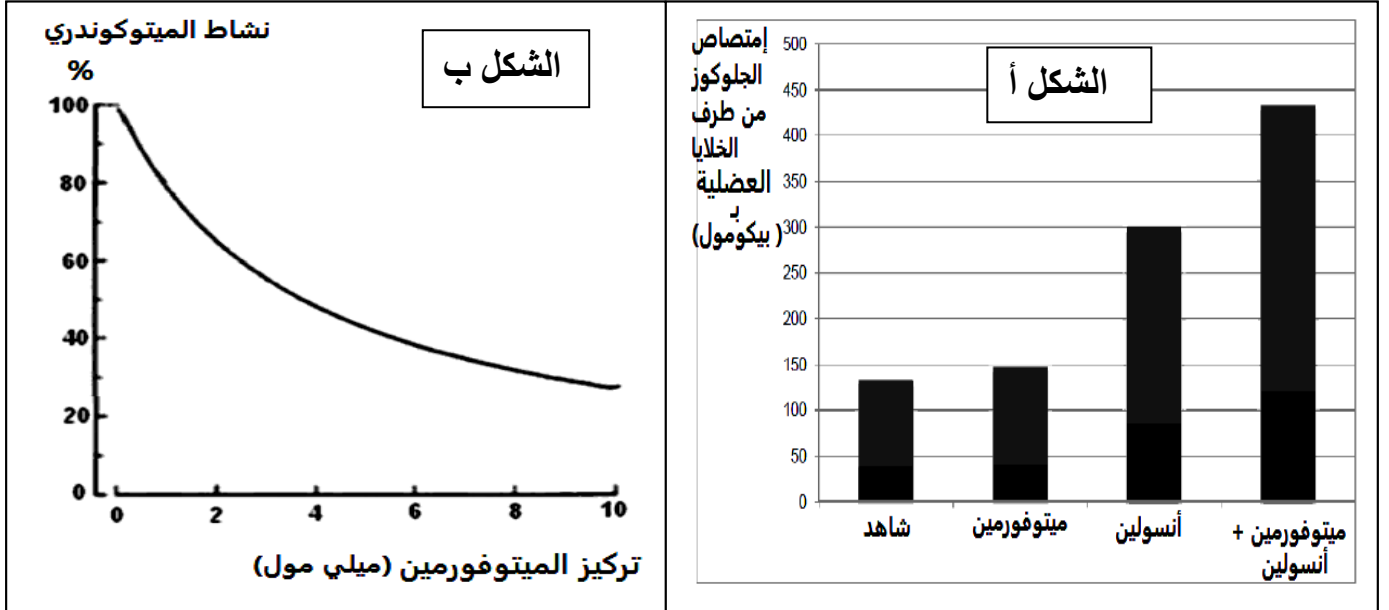 الشكل أ
إمتصاص
الجلوكوز
من طرف
الخلايا
العضلية
بـ
(بيكومول)
500
450
400
350
300
250
200
150
100
50
0
شاهد
ميتوفورمين
أنسولين
ميتوفورمين +
أنسولين
الشكل ب
نشاط الميتوكوندري
%
100
80
60
40
20
0
0 2 4 6 8 10
تركيز الميتوفورمين (ميلي مول)